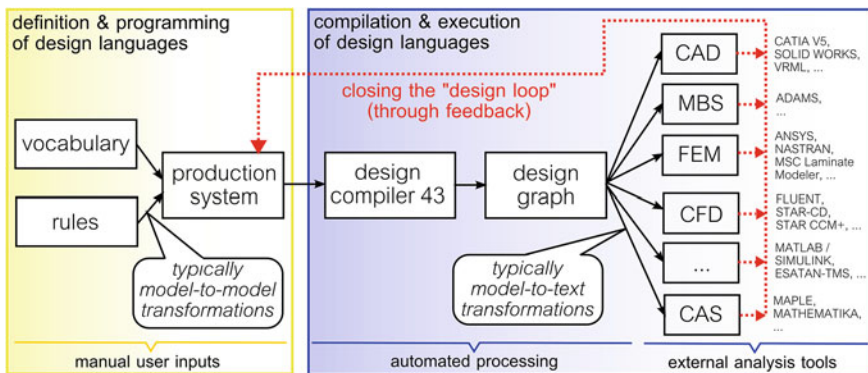 definition & programming
of design languages
compilation & execution
of design languages
closing the "design loop"
(through feedback)
vocabulary
rules
production
system
design
compiler 43
design
graph
typically
model-to-model
transformations
typically
model-to-text
transformations
CAD
MBS
FEM
CFD
...
CAS
CATIA V5,
SOLID WORKS,
VRML, ...
ADAMS,
...
ANSYS,
NASTRAN,
MSC Laminate
Modeler, ...
FLUENT,
STAR-CD,
STAR CCM+, ...
MATLAB /
SIMULINK,
ESATAN-TMS, ...
MAPLE,
MATHEMATIKA,
...
manual user inputs
automated processing
external analysis tools